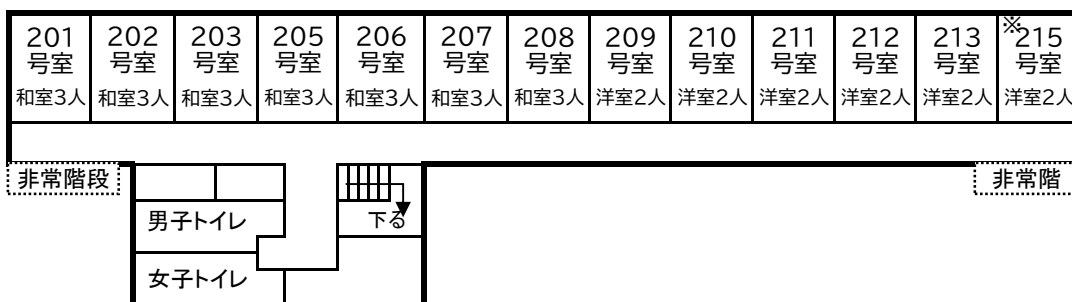 201
号室
和室3人
202
号室
和室3人
203
号室
和室3人
205
号室
和室3人
206
号室
和室3人
207
号室
和室3人
208
号室
和室3人
209
号室
洋室2人
210
号室
洋室2人
211
号室
洋室2人
212
号室
洋室2人
213
号室
洋室2人
※
215
号室
洋室2人
非常階段
男子トイレ
女子トイレ
下る
非常階